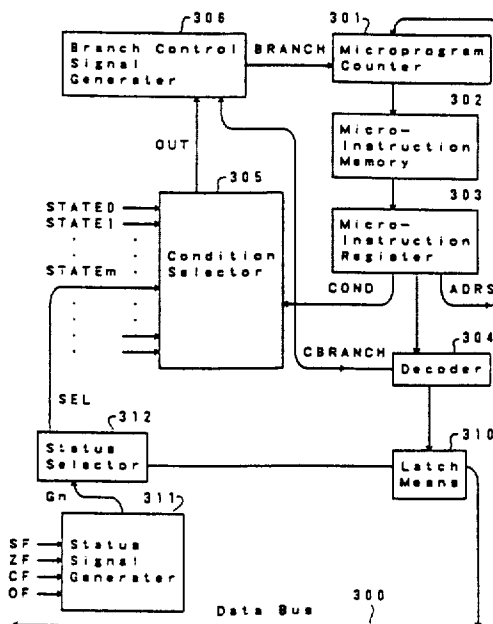 306
Branch Control
Signal
Generater
BRANCH
301
Microprogram
Counter
302
Micro-
Instruction
Memory
OUT
305
303
STATE0
STATE1
STATEm
Condition
Selector
Micro-
Instruction
Register
COND
ADRS
CBRANCH
304
Decoder
SEL
312
Status
Selector
310
Latch
Means
Gn
311
SF
ZF
CF
OF
Status
Signal
Generater
300
Data Bus